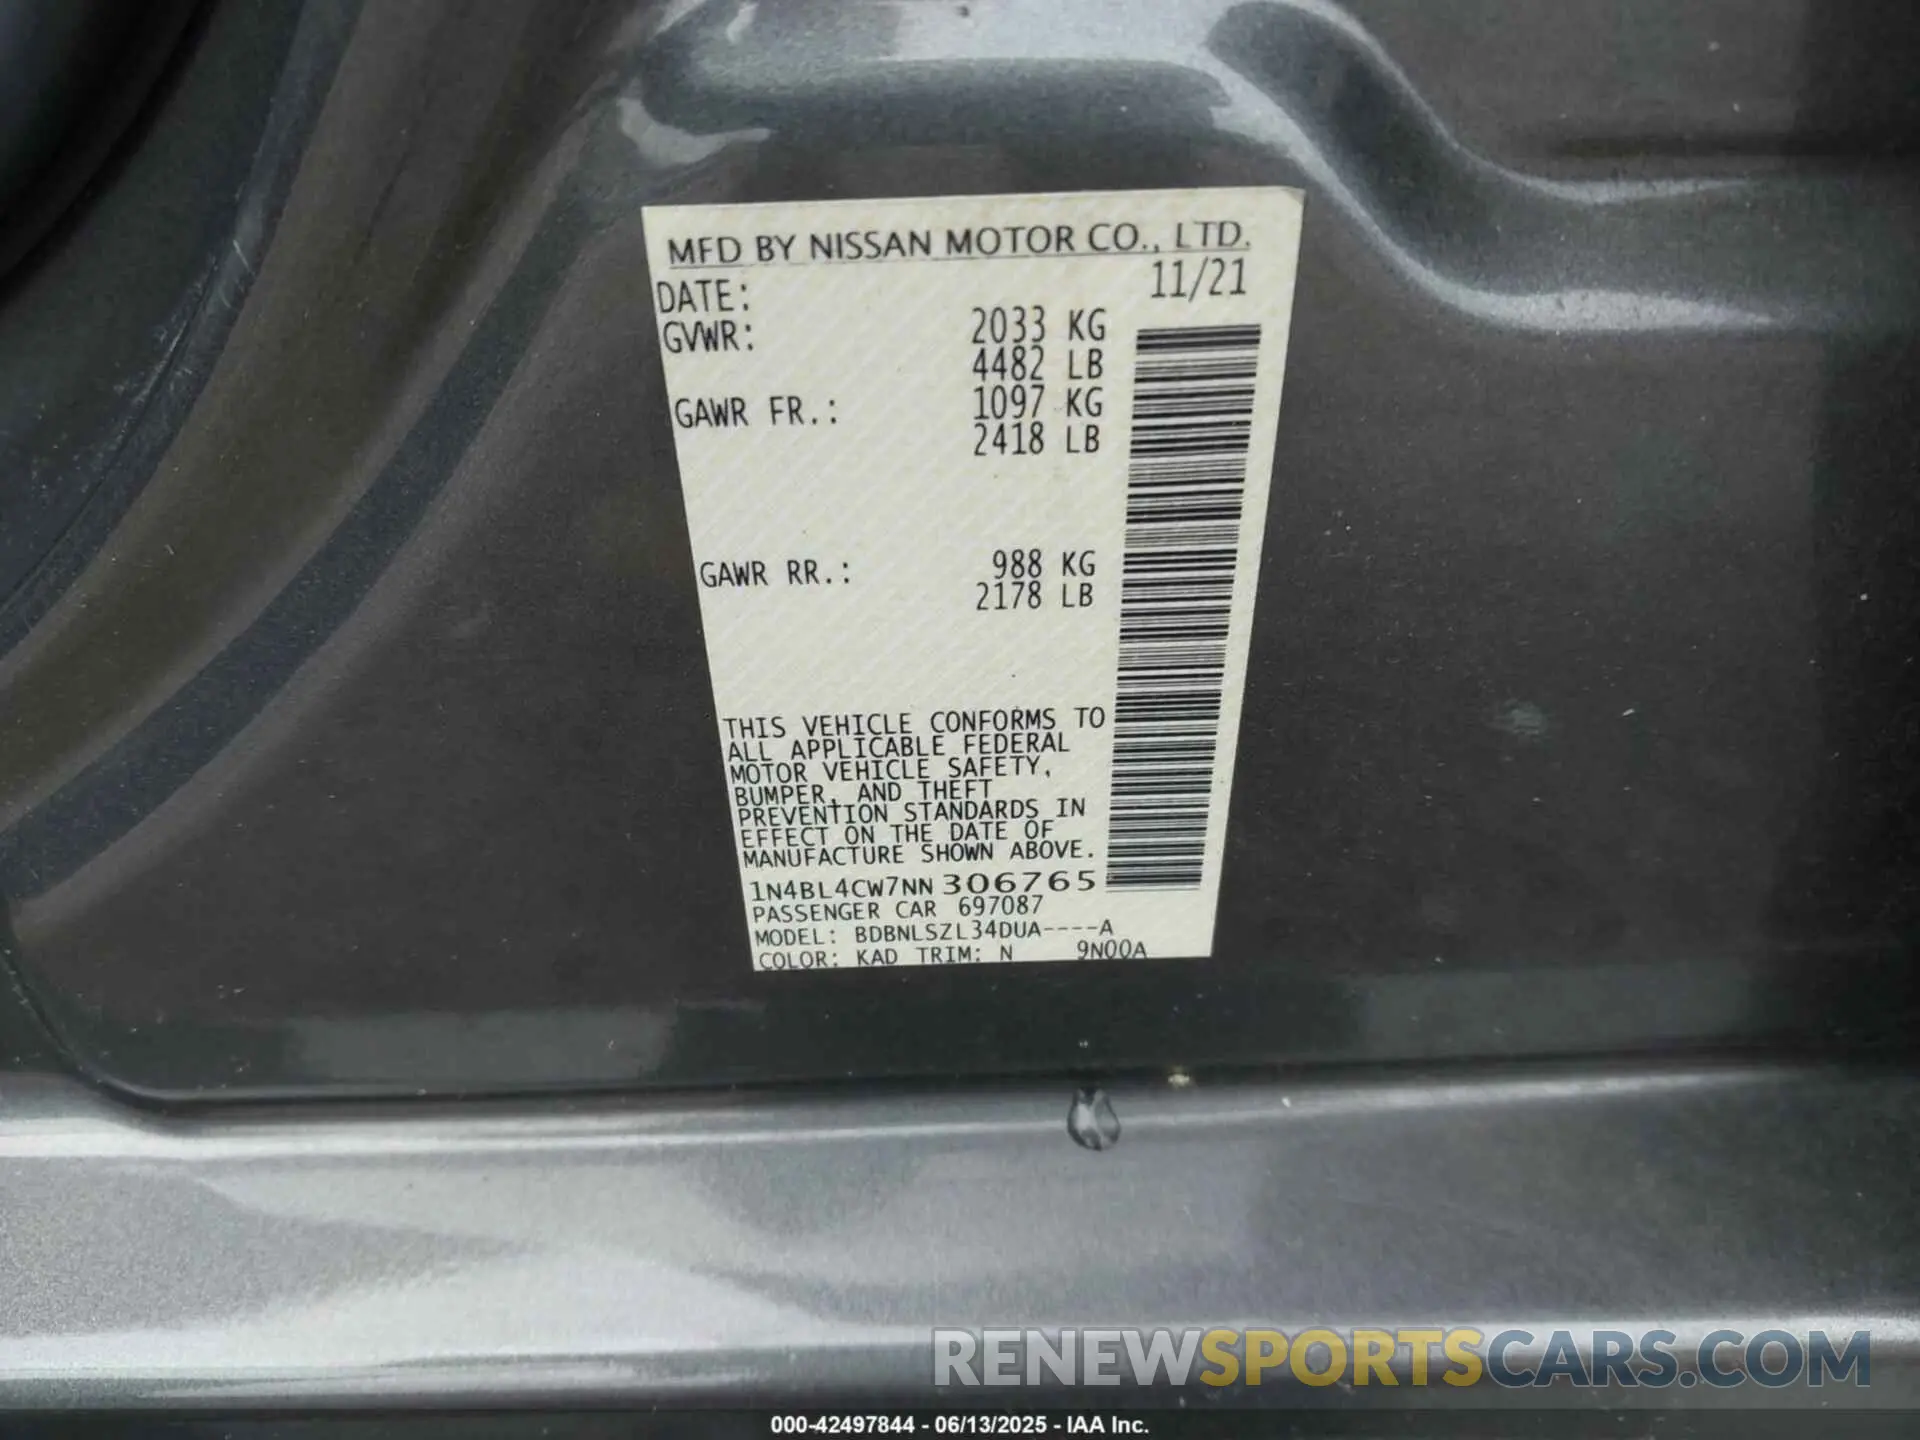 MFD BY NISSAN MOTOR CO., LTD.
DATE: 11/21
GVWR: 2033 KG
4482 LB
GAWR FR.: 1097 KG
2418 LB
GAWR RR.: 988 KG
2178 LB
THIS VEHICLE CONFORMS TO
ALL APPLICABLE FEDERAL
MOTOR VEHICLE SAFETY,
BUMPER, AND THEFT
PREVENTION STANDARDS IN
EFFECT ON THE DATE OF
MANUFACTURE SHOWN ABOVE.
1N4BL4CW7NN306765
PASSENGER CAR 697087
MODEL: BDBNLSZL34DUA----A
COLOR: KAD TRIM: N 9N00A
RENEWSPORTSCARS.COM
000-42497844 - 06/13/2025 - IAA Inc.